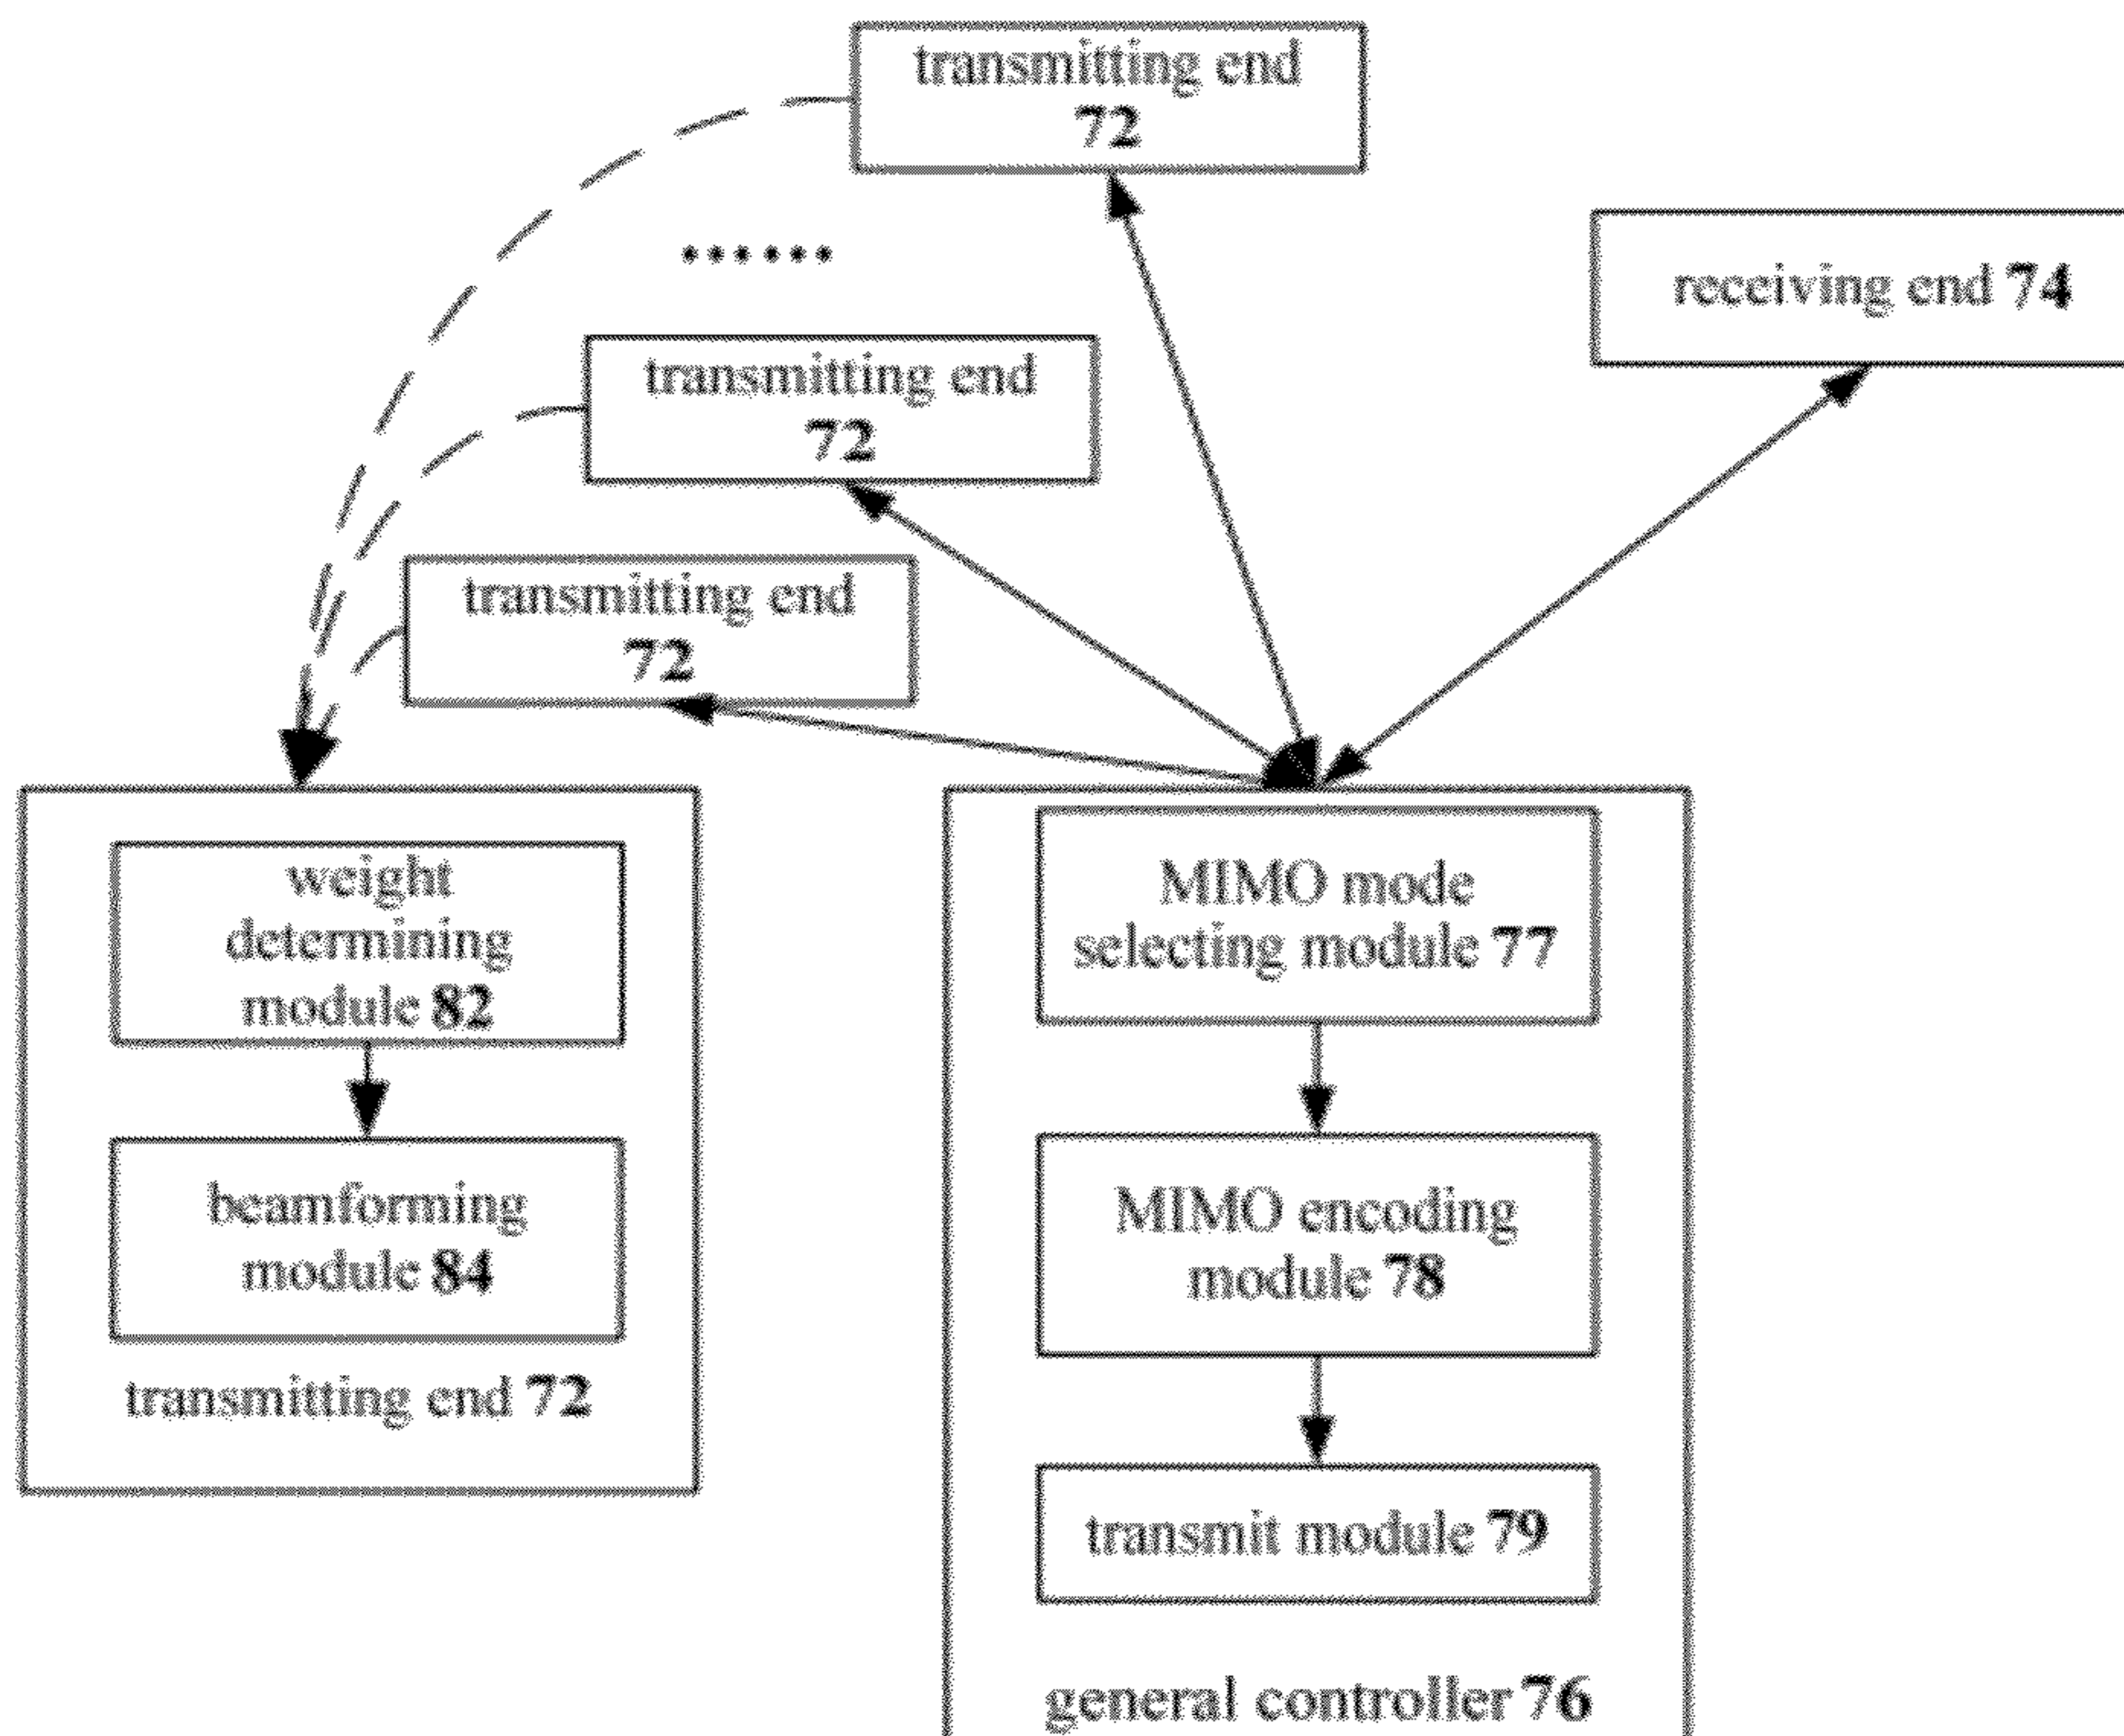 transmitting end
72
......
receiving end 74
transmitting end
72
transmitting end
72
weight
determining
module 82
beamforming
module 84
transmitting end 72
MIMO mode
selecting module 77
MIMO encoding
module 78
transmit module 79
general controller 76